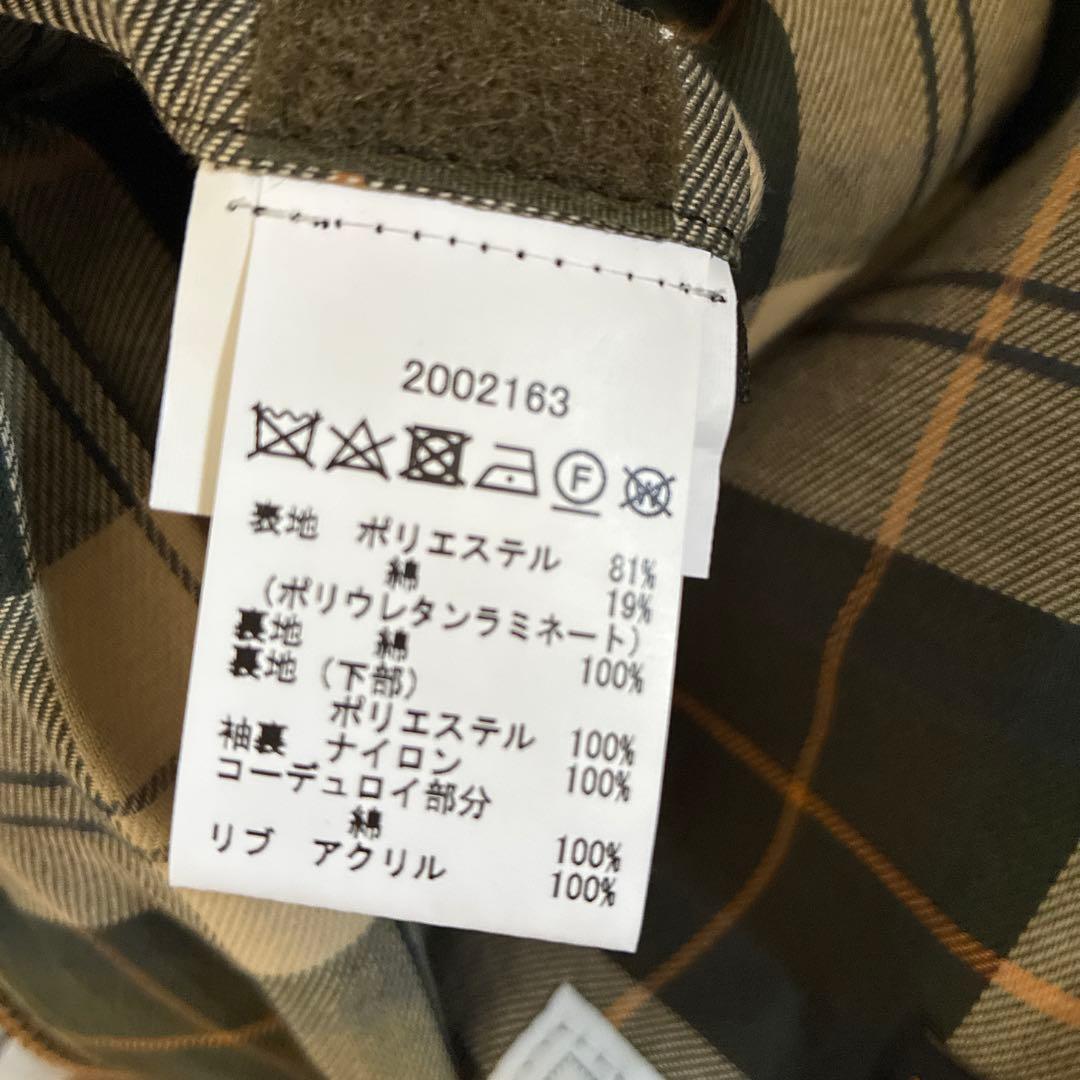 2002163
F W
表地 ポリエステル 81%
綿 19%
(ポリウレタンラミネート)
裏地 綿 100%
裏地(下部)
ポリエステル 100%
袖裏 ナイロン 100%
コーデュロイ部分
綿 100%
リブ アクリル 100%